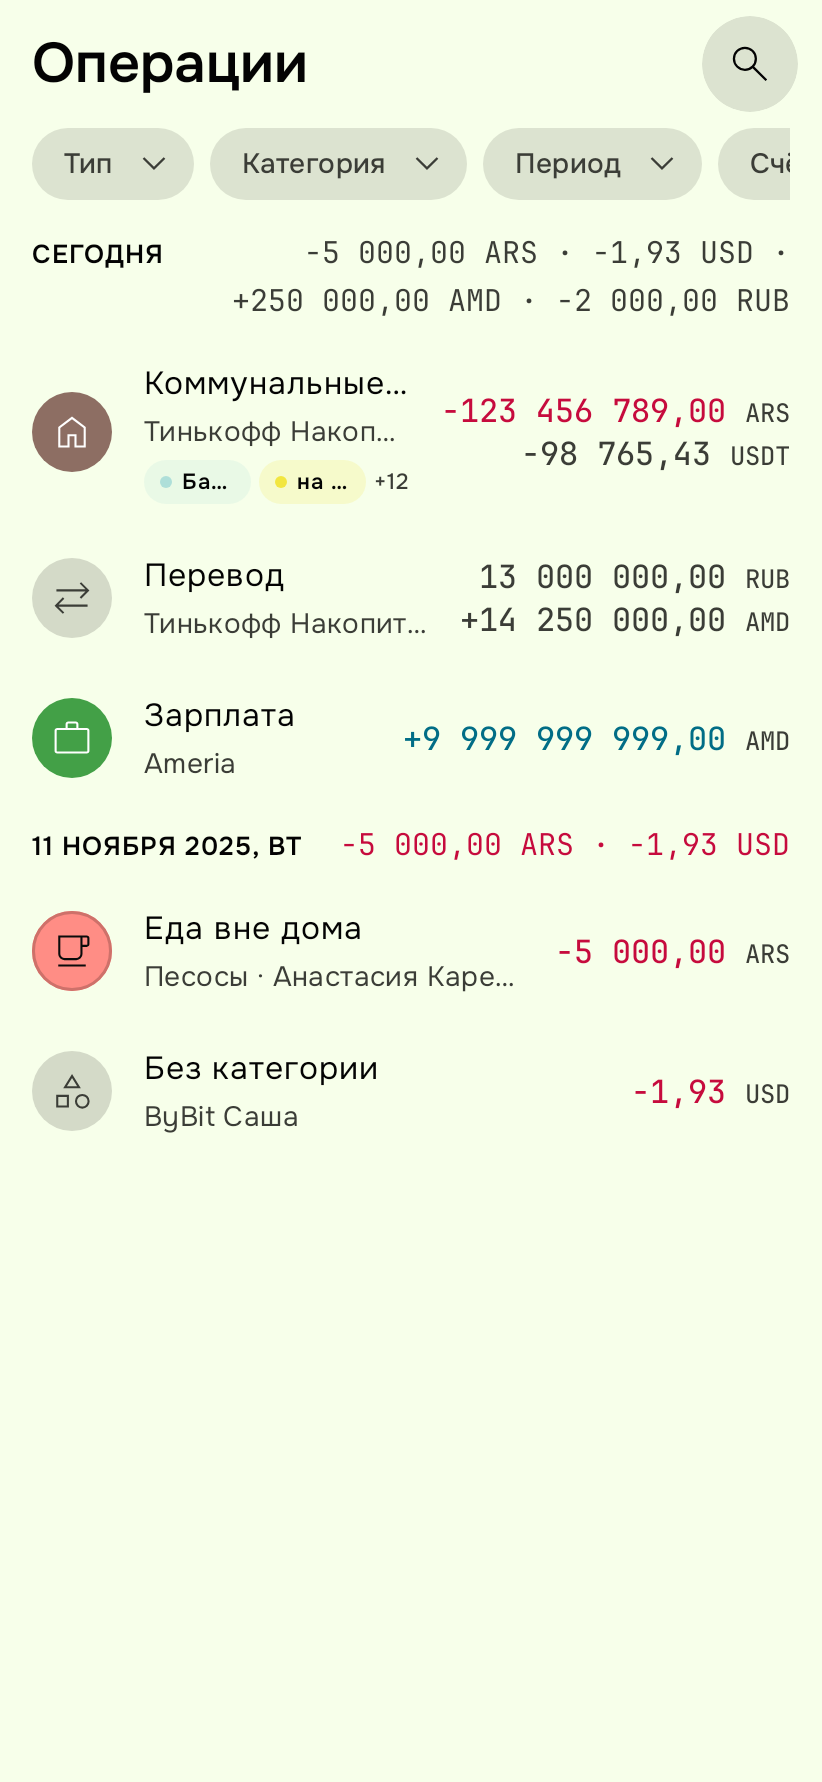 Операции
Тип Категория Период Счё
СЕГОДНЯ -5 000,00 ARS · -1,93 USD ·
+250 000,00 AMD · -2 000,00 RUB
Коммунальные...
-123 456 789,00 ARS
Тинькофф Накоп...
-98 765,43 USDT
Ба... на ... +12
Перевод 13 000 000,00 RUB
Тинькофф Накопит... +14 250 000,00 AMD
Зарплата
+9 999 999 999,00 AMD
Ameria
11 НОЯБРЯ 2025, ВТ -5 000,00 ARS · -1,93 USD
Еда вне дома
-5 000,00 ARS
Песосы · Анастасия Каре...
Без категории
-1,93 USD
ByBit Саша